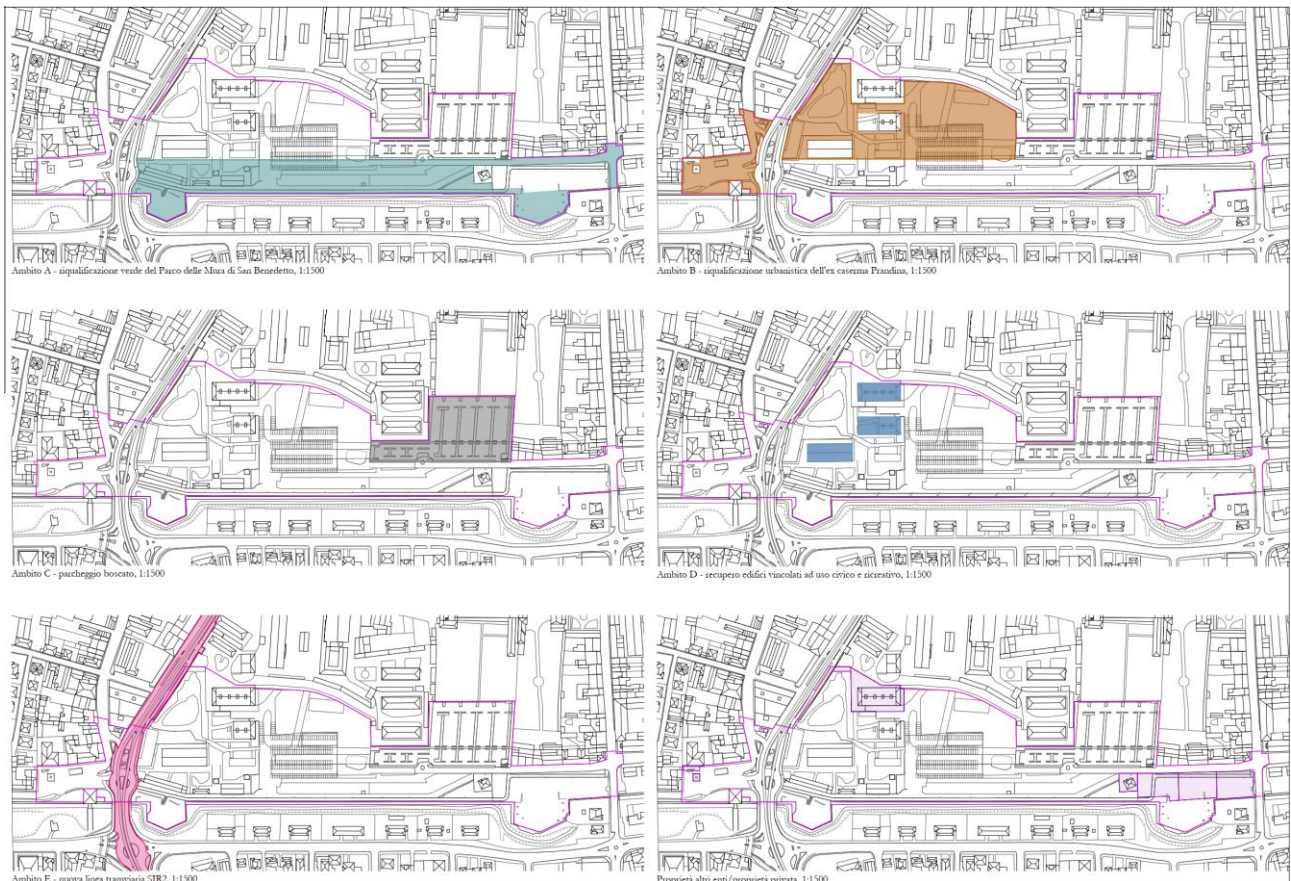 Ambito A - riqualificazione verde del Parco delle Mura di San Benedetto, 1:1500
Ambito B - riqualificazione urbanistica dell'ex caserma Prandina, 1:1500
Ambito C - parcheggio boscato, 1:1500
Ambito D - recupero edifici vincolati ad uso civico e ricreativo, 1:1500
Ambito E - nuova linea tranviaria SIR2, 1:1500
Proprietà altri enti/proprietà privata, 1:1500